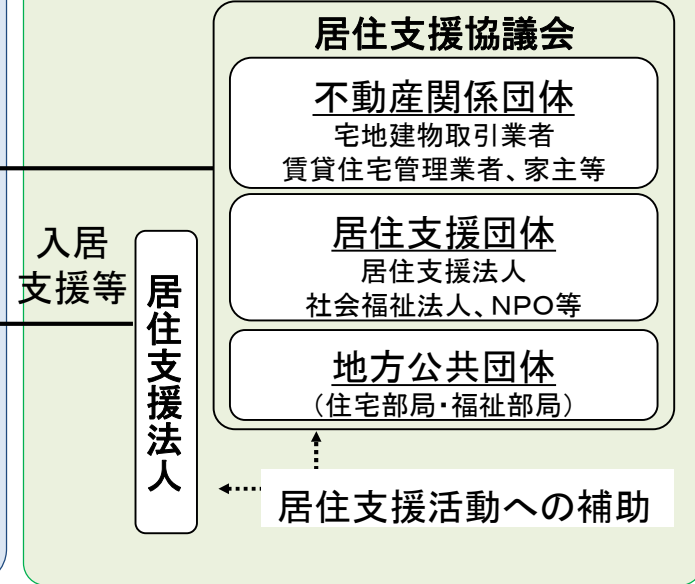 居住支援協議会
不動産関係団体
宅地建物取引業者
賃貸住宅管理業者、家主等
居住支援団体
居住支援法人
社会福祉法人、NPO等
地方公共団体
（住宅部局・福祉部局）
入居
支援等
居住支援法人
居住支援活動への補助